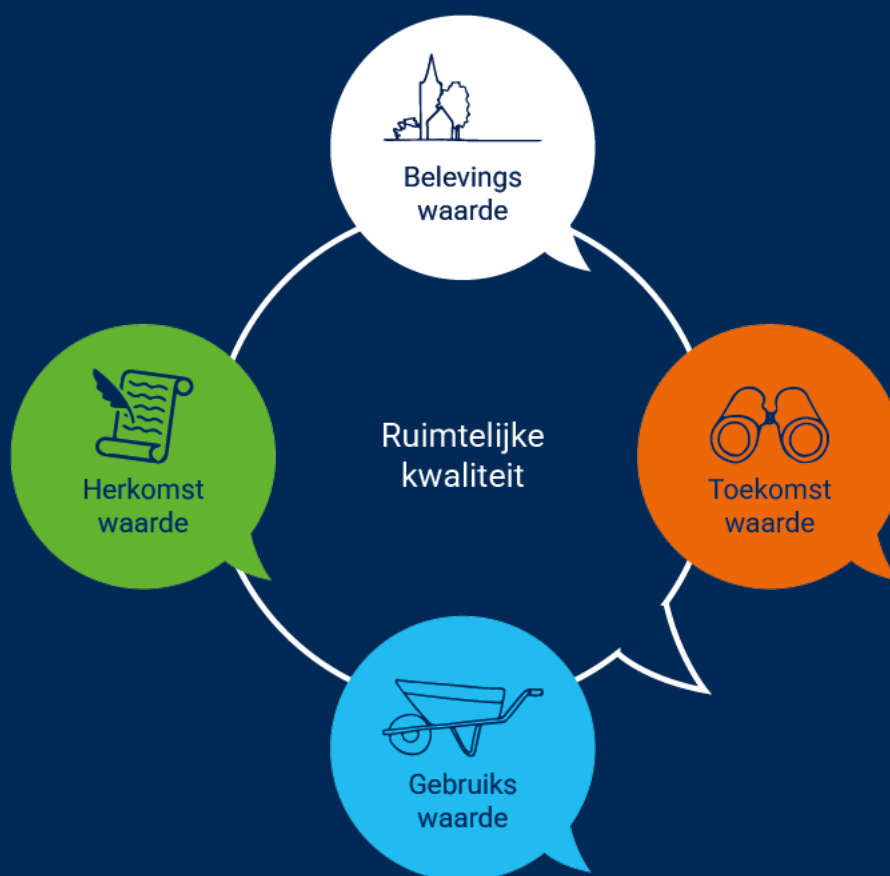 Belevings
waarde
Herkomst
waarde
Ruimtelijke
kwaliteit
Toekomst
waarde
Gebruiks
waarde